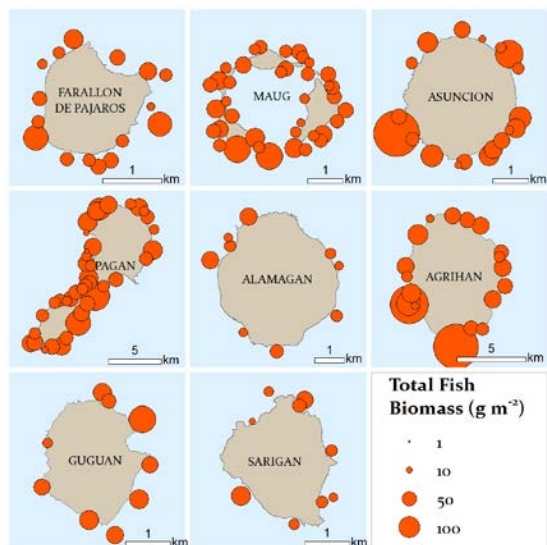 FARALLON
DE PAJAROS
1
km
MAUG
1
km
ASUNCION
1
km
PAGAN
5
km
ALAMAGAN
1
km
AGRIHAN
5
km
GUGUAN
1
km
SARIGAN
1
km
Total Fish
Biomass (g m⁻²)
1
10
50
100